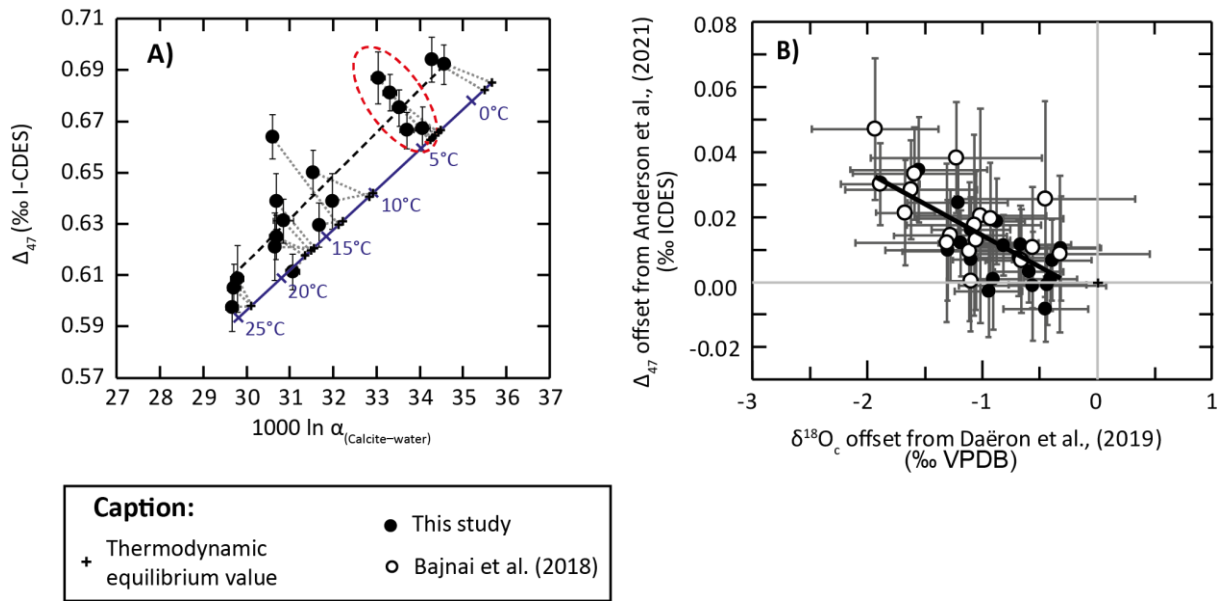 A)
0.71
0.69
0.67
0.65
0.63
0.61
0.59
0.57
Δ47 (‰ I-CDES)
0°C
5°C
10°C
15°C
20°C
25°C
27 28 29 30 31 32 33 34 35 36 37
1000 ln α(Calcite–water)
B)
Δ47 offset from Anderson et al., (2021)
(‰ ICDES)
0.08
0.06
0.04
0.02
0.00
-0.02
-3 -2 -1 0 1
δ18Oc offset from Daëron et al., (2019)
(‰ VPDB)
Caption:
Thermodynamic
equilibrium value
This study
Bajnai et al. (2018)